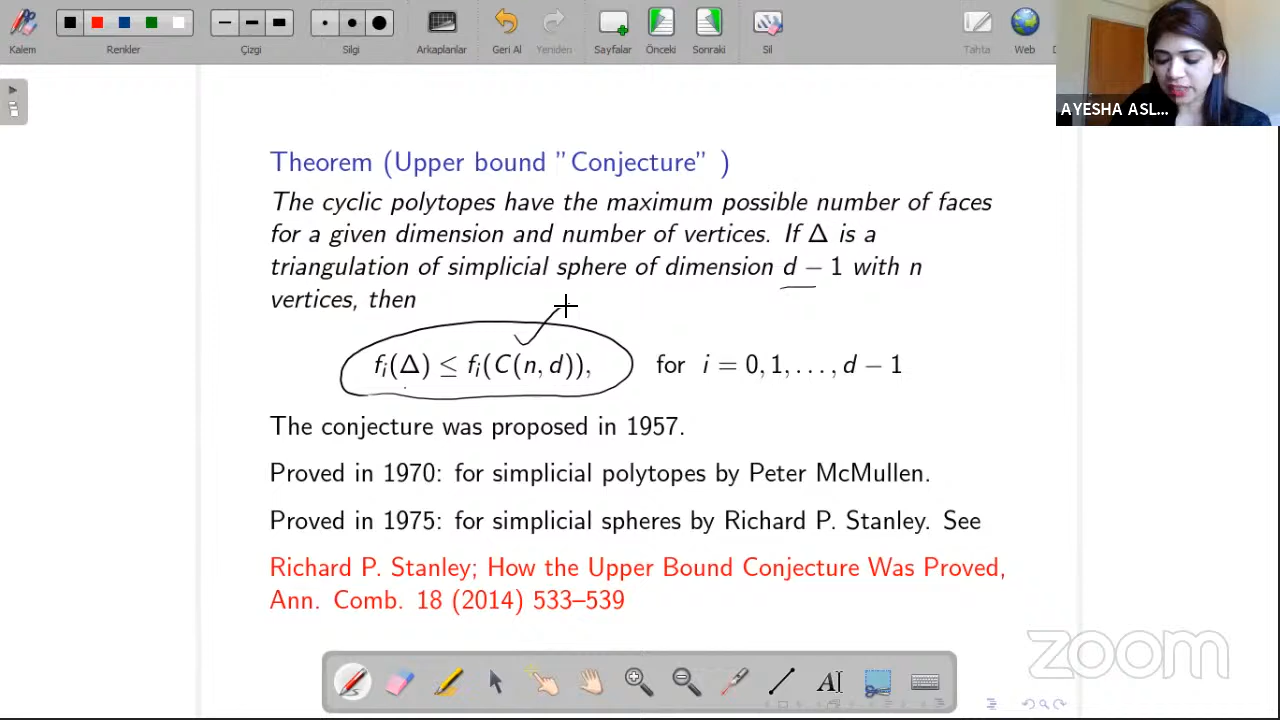 Kalem
Renkler
Çizgi
Silgi
Arkaplanlar
Geri Al
Yeniden
Sayfalar
Önceki
Sonraki
Sil
Tahta
Web
AYESHA ASL...
Theorem (Upper bound "Conjecture" )
The cyclic polytopes have the maximum possible number of faces
for a given dimension and number of vertices. If Δ is a
triangulation of simplicial sphere of dimension d − 1 with n
vertices, then
fᵢ(Δ) ≤ fᵢ(C(n, d)), for i = 0, 1, . . . , d − 1
The conjecture was proposed in 1957.
Proved in 1970: for simplicial polytopes by Peter McMullen.
Proved in 1975: for simplicial spheres by Richard P. Stanley. See
Richard P. Stanley; How the Upper Bound Conjecture Was Proved,
Ann. Comb. 18 (2014) 533–539
zoom